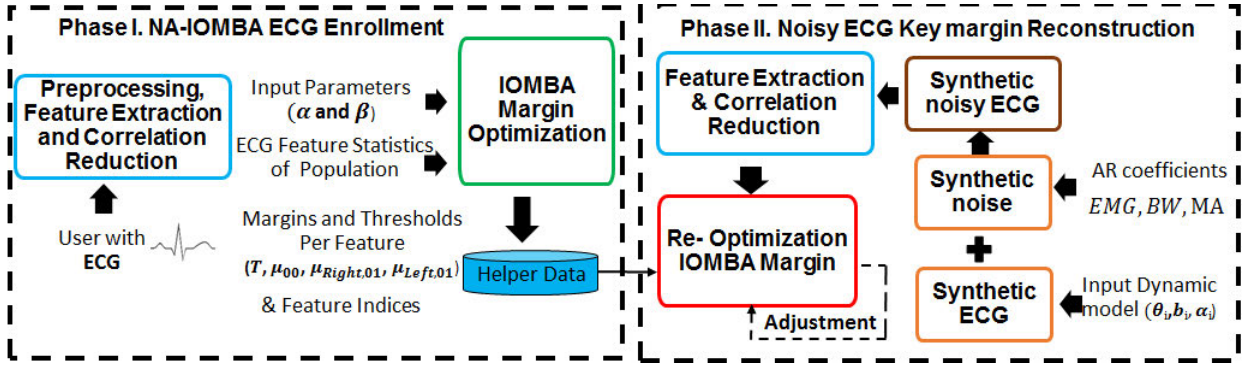 Phase I. NA-IOMBA ECG Enrollment
Preprocessing,
Feature Extraction
and Correlation
Reduction
User with
ECG
Input Parameters
(α and β)
ECG Feature Statistics
of Population
IOMBA
Margin
Optimization
Margins and Thresholds
Per Feature
(T, μ₀₀, μRight,01, μLeft,01)
& Feature Indices
Helper Data
Phase II. Noisy ECG Key margin Reconstruction
Feature Extraction
& Correlation
Reduction
Synthetic
noisy ECG
Synthetic
noise
AR coefficients
EMG, BW, MA
Re- Optimization
IOMBA Margin
Adjustment
Synthetic
ECG
Input Dynamic
model (θi,bi, αi)